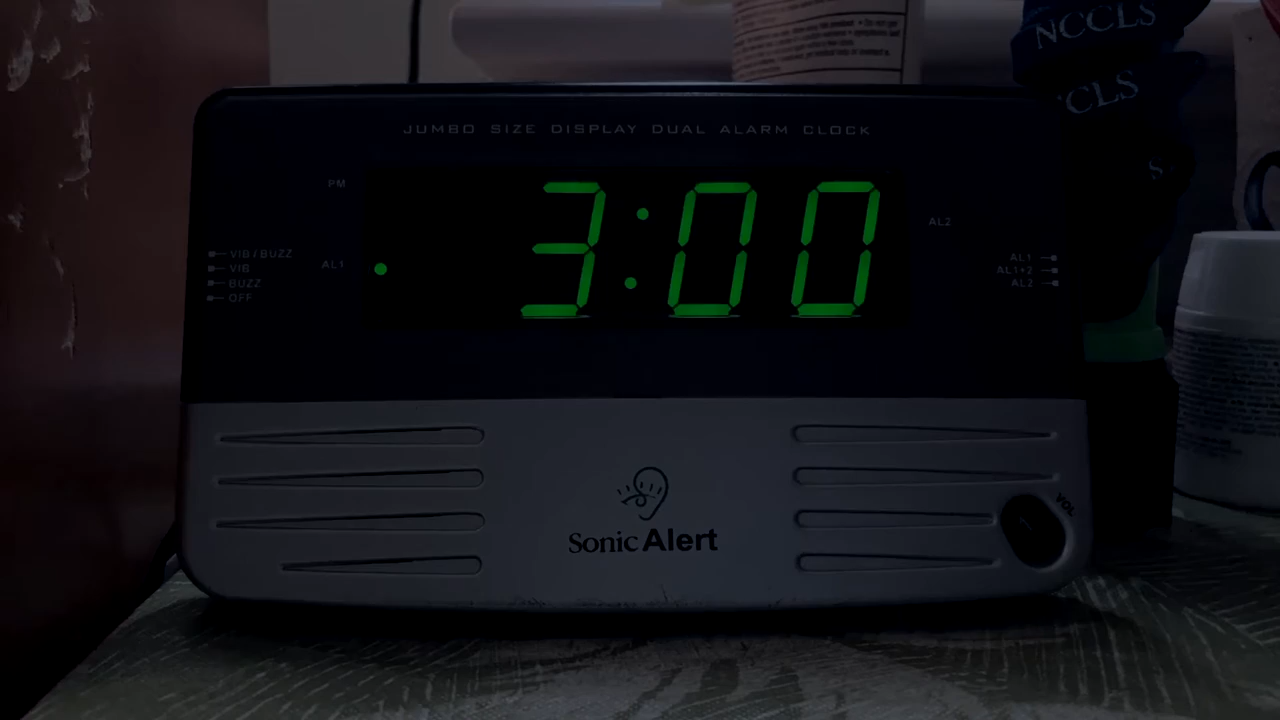 NCCLS
CLS
S
JUMBO SIZE DISPLAY DUAL ALARM CLOCK
PM
3:00
AL2
VIB/BUZZ
VIB
BUZZ
OFF
AL1
AL1
AL1+2
AL2
VOL
Sonic Alert